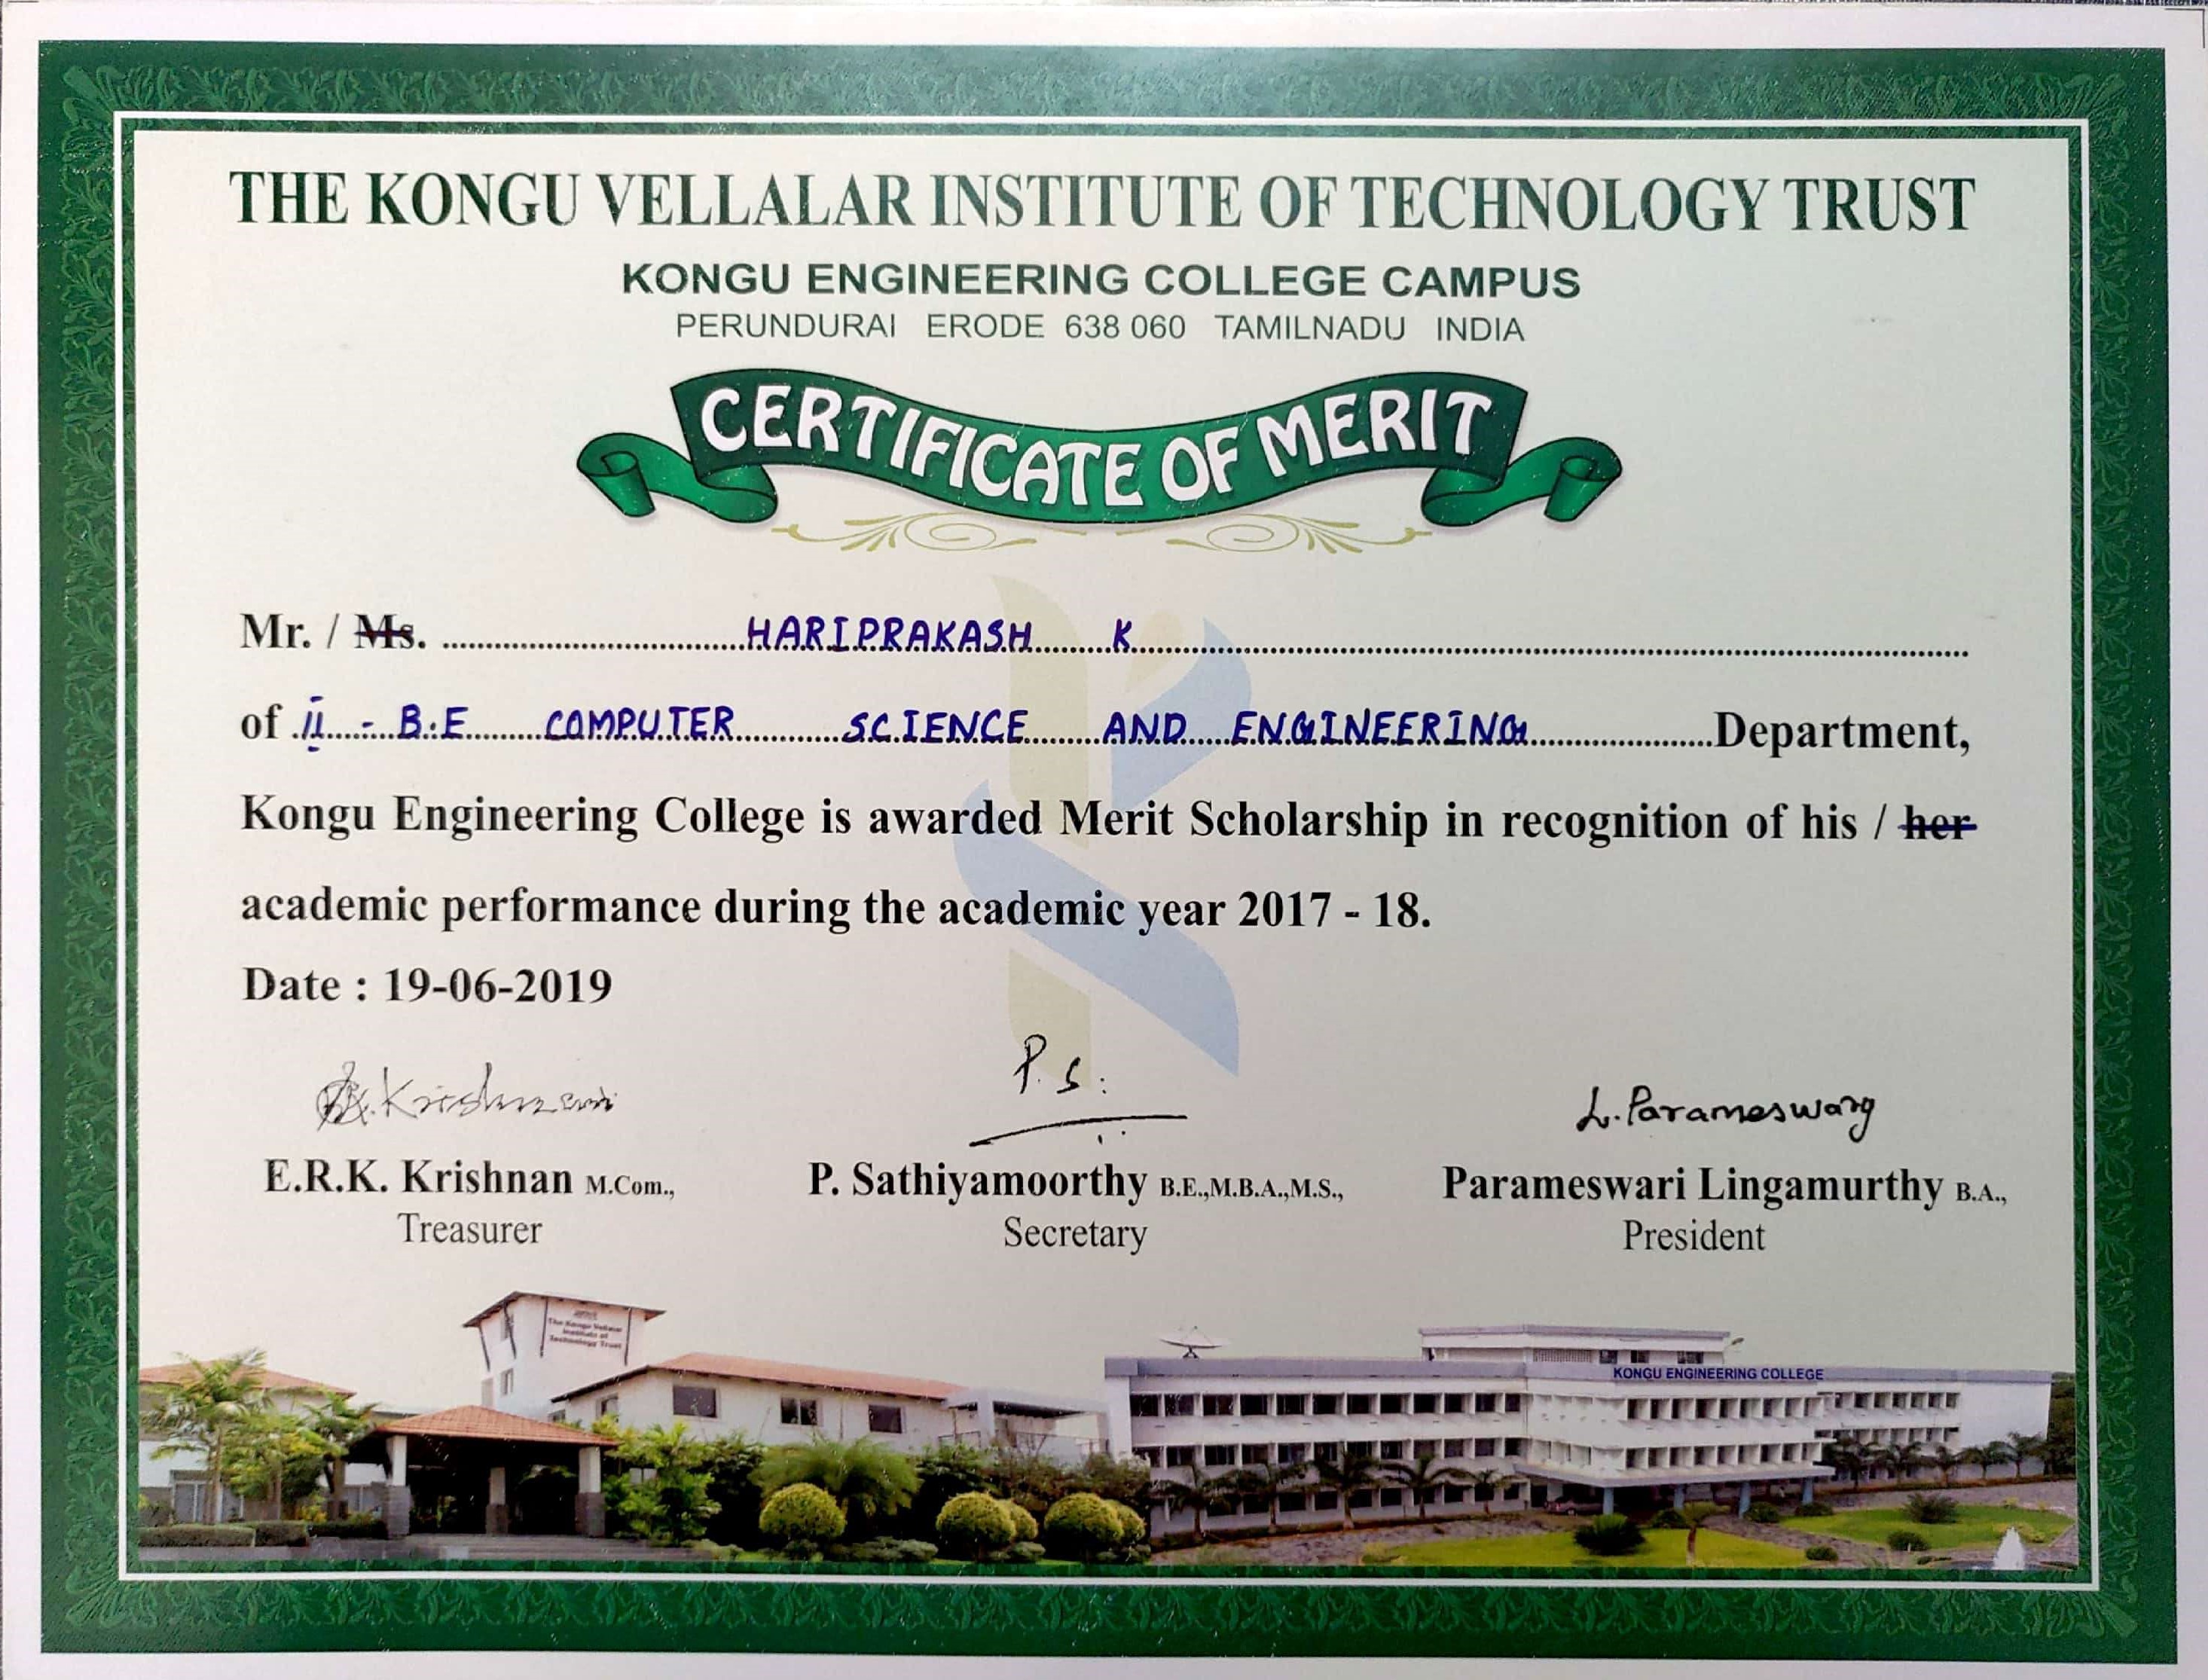 THE KONGU VELLALAR INSTITUTE OF TECHNOLOGY TRUST
KONGU ENGINEERING COLLEGE CAMPUS
PERUNDURAI ERODE 638 060 TAMILNADU INDIA
CERTIFICATE OF MERIT
Mr. / Ms. HARIPRAKASH K
of II - B.E COMPUTER SCIENCE AND ENGINEERING Department,
Kongu Engineering College is awarded Merit Scholarship in recognition of his / her
academic performance during the academic year 2017 - 18.
Date : 19-06-2019
P.S. L.Parameswari
E.R.K. Krishnan M.Com., P. Sathiyamoorthy B.E.,M.B.A.,M.S., Parameswari Lingamurthy B.A.,
Treasurer Secretary President
The Kongu Vellalar
Institute of
Technology Trust
KONGU ENGINEERING COLLEGE